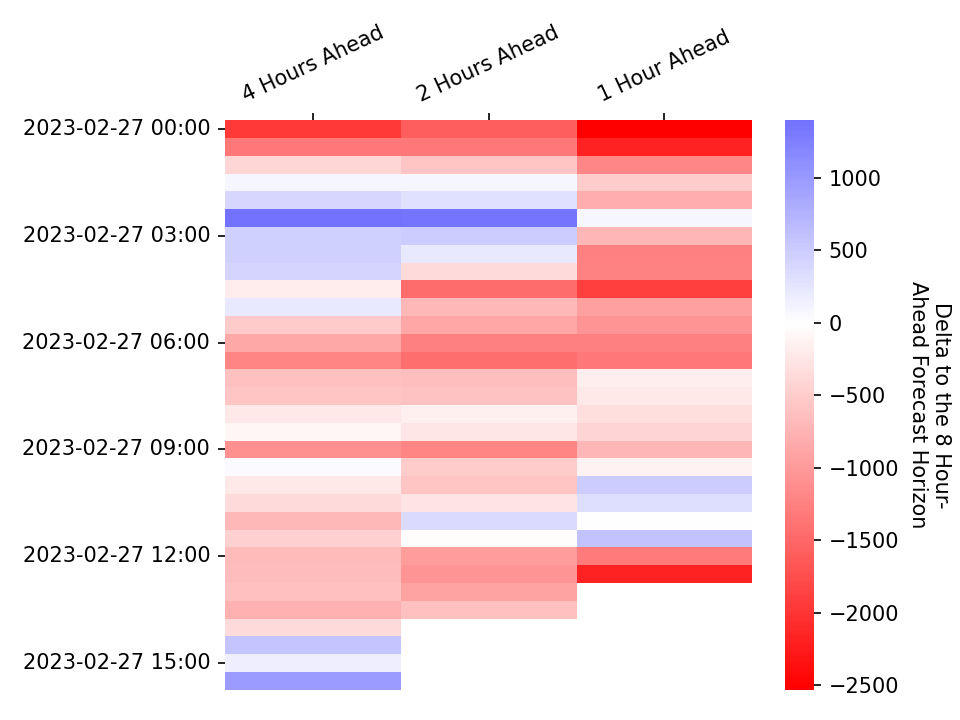 4 Hours Ahead
2 Hours Ahead
1 Hour Ahead
2023-02-27 00:00
2023-02-27 03:00
2023-02-27 06:00
2023-02-27 09:00
2023-02-27 12:00
2023-02-27 15:00
1000
500
0
−500
−1000
−1500
−2000
−2500
Delta to the 8 Hour-
Ahead Forecast Horizon